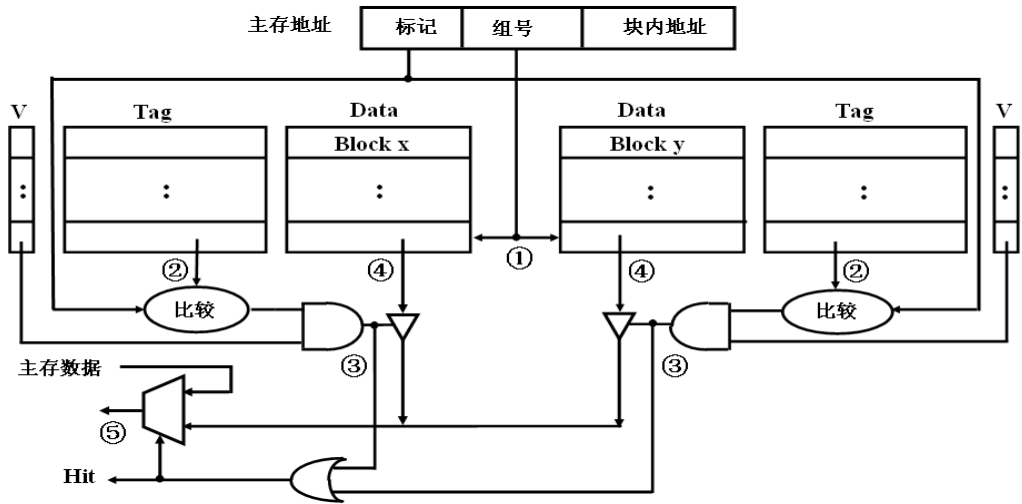 主存地址 标记 组号 块内地址
V Tag Data Data Tag V
Block x Block y
: : : : : :
① 
② ④ ④ ②
比较 比较
③ ③
主存数据
⑤
Hit